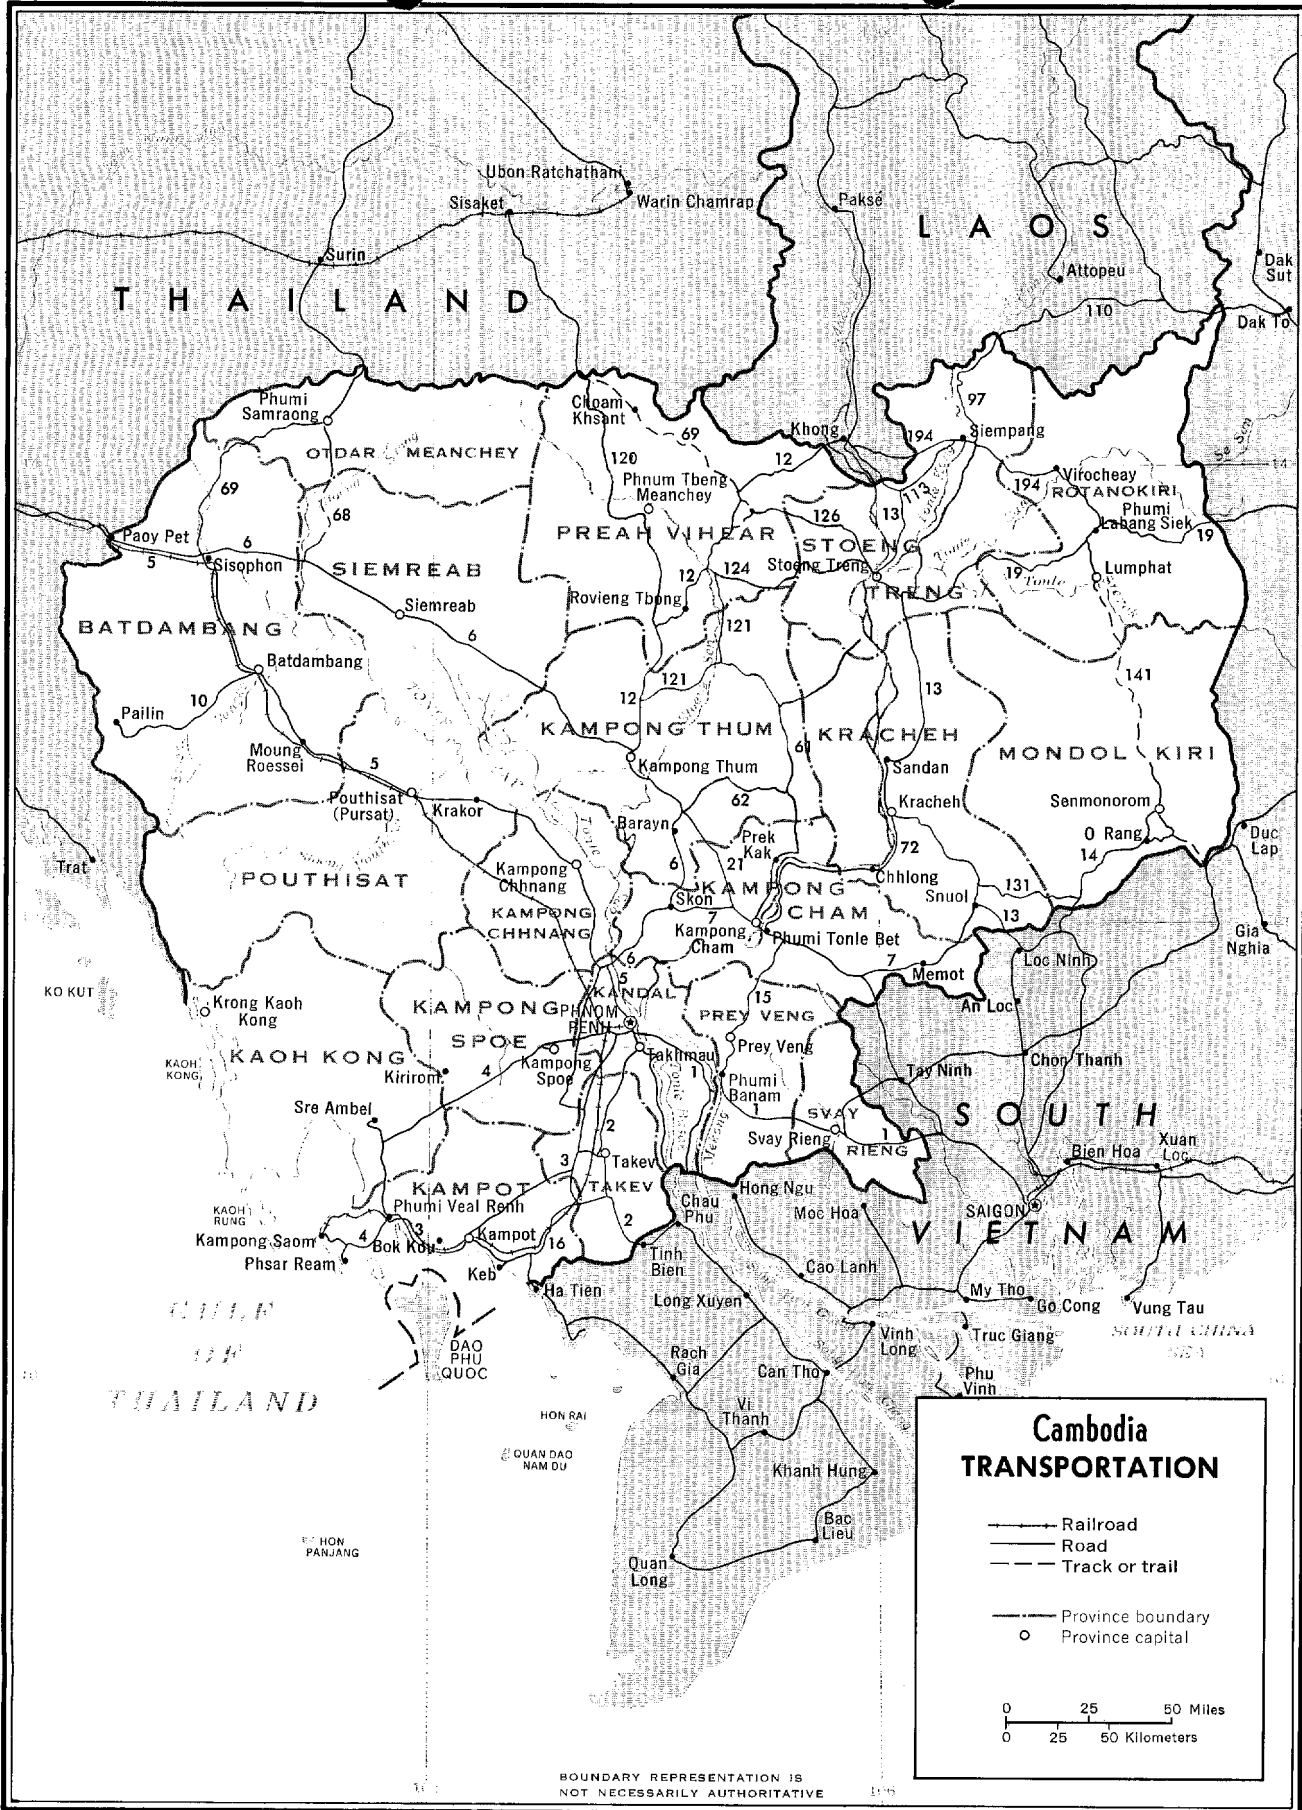 Ubon Ratchathani
Sisaket
Warin Chamrap
Paksé
LAOS
Surin
Attopeu
Dak
Sut
THAILAND
110
Dak To
Phumi
Samraong
Choam
Khsant
97
69
Khong
194
Siempang
OTDAR MEANCHEY
120
12
Phnum Tbeng
Meanchey
Virocheay
194
ROTANOKIRI
69
113
13
Phumi
Labang Siek
68
126
PREAH VIHEAR
STOENG
19
Paoy Pet
6
5
Sisophon
SIEMREAB
12
124
Stoeng Treng
19
Tonle
Lumphat
TRENG
Siemreab
Rovieng Tbong
BATDAMBANG
6
121
Batdambang
121
13
141
10
12
Pailin
KAMPONG THUM
61
KRACHEH
MONDOL KIRI
Moung
Roessei
5
Kampong Thum
Sandan
Pouthisat
(Pursat)
Krakor
62
Kracheh
Senmonorom
Barayn
Prek
Kak
O Rang
Duc
Lap
Tonle
72
14
Trat
6
21
Kampong
Chhnang
Chhlong
POUTHISAT
KAMPONG
CHAM
Snuol
131
Skon
KAMPONG
CHHNANG
7
13
Kampong
Cham
Phumi Tonle Bet
Gia
Nghia
6
7
Memot
Loc Ninh
5
KO KUT
KANDAL
15
Krong Kaoh
Kong
KAMPONG
SPOE
PHNOM
PENH
PREY VENG
An Loc
Prey Veng
KAOH KONG
Kampong
Spoe
Takhmau
Chon Thanh
KAOH
KONG
Kirirom
4
1
Phumi
Banam
Tay Ninh
Sre Ambel
1
SVAY
RIENG
SOUTH
2
Svay Rieng
1
Xuan
Loc
Bien Hoa
3
Takev
KAMPOT
TAKEV
Hong Ngu
Chau
Phu
Moc Hoa
SAIGON
KAOH
RUNG
Phumi Veal Renh
VIETNAM
Kampong Saom
4
3
Bok Kou
Kampot
16
2
Phsar Ream
Keb
Tinh
Bien
Cao Lanh
Ha Tien
Long Xuyen
My Tho
Go Cong
Vung Tau
GULF
OF
THAILAND
Vinh
Long
Truc Giang
SOUTH CHINA
SEA
DAO
PHU
QUOC
Rach
Gia
Can Tho
Phu
Vinh
Vi
Thanh
HON RAI
QUAN DAO
NAM DU
Khanh Hung
Bac
Lieu
HON
PANJANG
Quan
Long
Cambodia
TRANSPORTATION
Railroad
Road
Track or trail
Province boundary
Province capital
0 25 50 Miles
0 25 50 Kilometers
BOUNDARY REPRESENTATION IS
NOT NECESSARILY AUTHORITATIVE
106